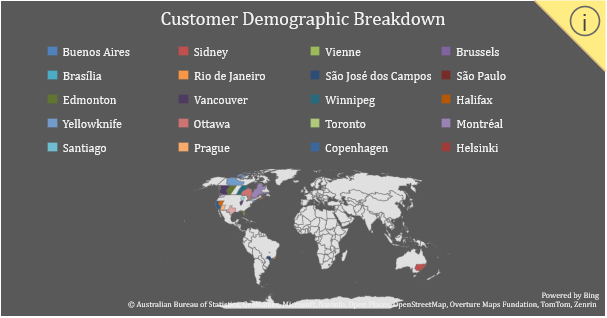 Customer Demographic Breakdown
i
Buenos Aires Sidney Vienne Brussels
Brasília Rio de Janeiro São José dos Campos São Paulo
Edmonton Vancouver Winnipeg Halifax
Yellowknife Ottawa Toronto Montréal
Santiago Prague Copenhagen Helsinki
Powered by Bing
© Australian Bureau of Statistics, OpenStreetMap, Overture Maps Fundation, TomTom, Zenrin